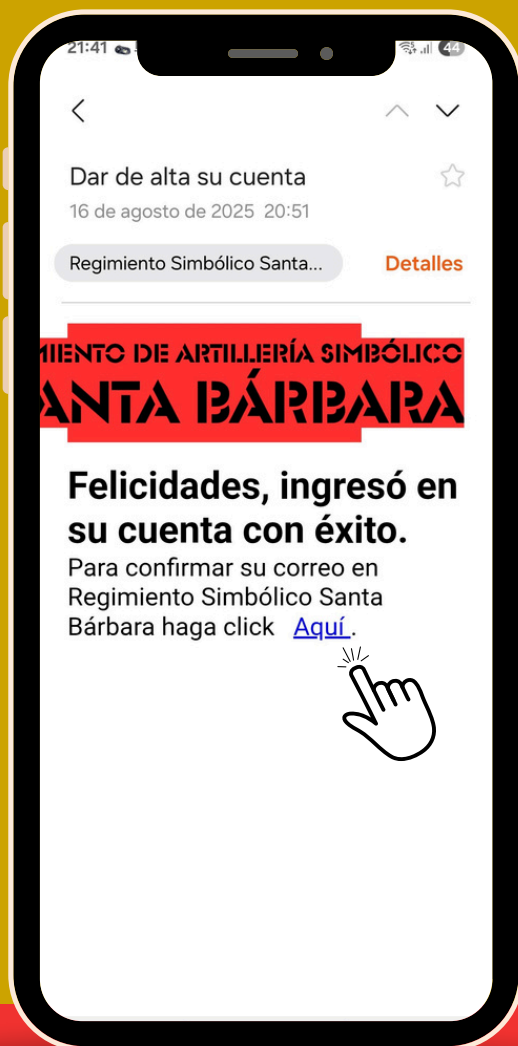 21:41
44
Dar de alta su cuenta
16 de agosto de 2025 20:51
Regimiento Simbólico Santa... Detalles
MIENTO DE ARTILLERÍA SIMBÓLICO
ANTA BÁRBARA
Felicidades, ingresó en
su cuenta con éxito.
Para confirmar su correo en
Regimiento Simbólico Santa
Bárbara haga click Aquí .